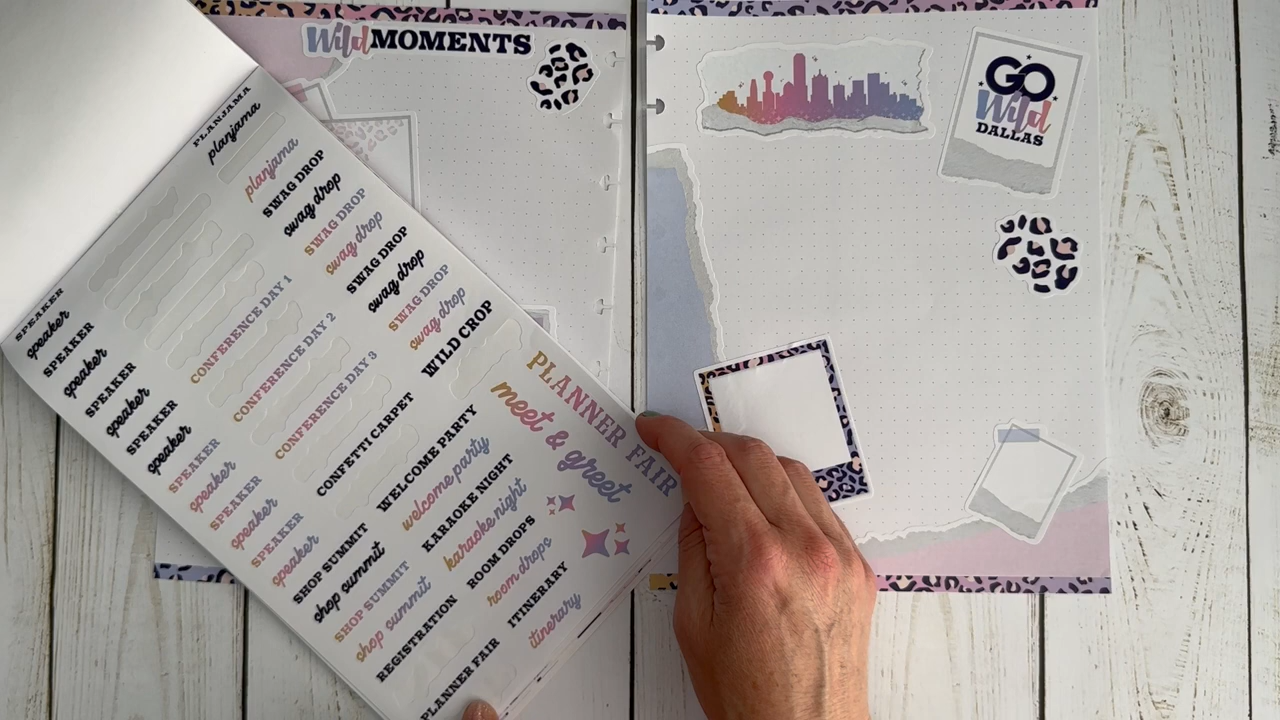 Wild MOMENTS
GO
Wild
DALLAS
PLANJAMA
planjama
planjama
SWAG DROP
swag drop
SWAG DROP
swag drop
SWAG DROP
swag drop
SWAG DROP
swag drop
WILD CROP
PLANNER FAIR
meet & greet
CONFERENCE DAY 1
CONFERENCE DAY 2
CONFERENCE DAY 3
CONFETTI CARPET
WELCOME PARTY
welcome party
KARAOKE NIGHT
karaoke night
ROOM DROPS
room drops
ITINERARY
itinerary
SPEAKER
speaker
SPEAKER
speaker
SPEAKER
speaker
SPEAKER
speaker
SPEAKER
speaker
SPEAKER
speaker
SPEAKER
speaker
SHOP SUMMIT
shop summit
SHOP SUMMIT
shop summit
REGISTRATION
PLANNER FAIR